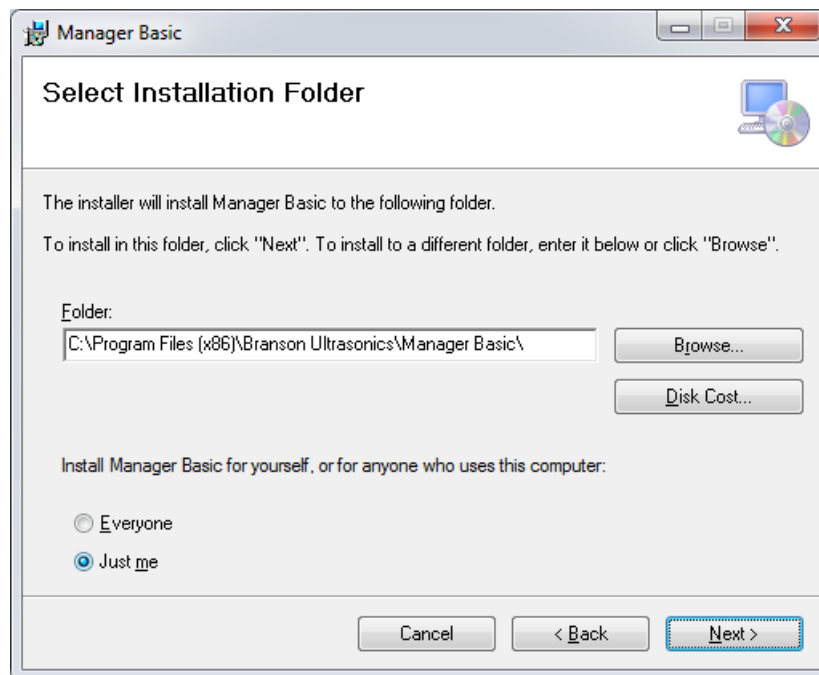 Manager Basic
Select Installation Folder
The installer will install Manager Basic to the following folder.
To install in this folder, click "Next". To install to a different folder, enter it below or click "Browse".
Folder:
C:\Program Files (x86)\Branson Ultrasonics\Manager Basic\
Browse...
Disk Cost...
Install Manager Basic for yourself, or for anyone who uses this computer:
Everyone
Just me
Cancel
< Back
Next >